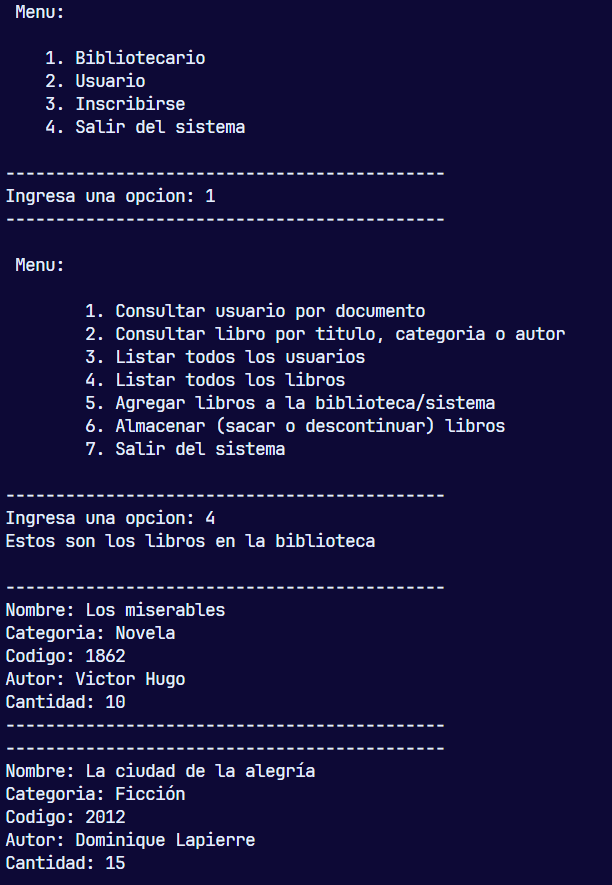 Menu:
1. Bibliotecario
2. Usuario
3. Inscribirse
4. Salir del sistema
--------------------------------------------
Ingresa una opcion: 1
--------------------------------------------
Menu:
1. Consultar usuario por documento
2. Consultar libro por titulo, categoria o autor
3. Listar todos los usuarios
4. Listar todos los libros
5. Agregar libros a la biblioteca/sistema
6. Almacenar (sacar o descontinuar) libros
7. Salir del sistema
--------------------------------------------
Ingresa una opcion: 4
Estos son los libros en la biblioteca
--------------------------------------------
Nombre: Los miserables
Categoria: Novela
Codigo: 1862
Autor: Victor Hugo
Cantidad: 10
--------------------------------------------
--------------------------------------------
Nombre: La ciudad de la alegría
Categoria: Ficción
Codigo: 2012
Autor: Dominique Lapierre
Cantidad: 15